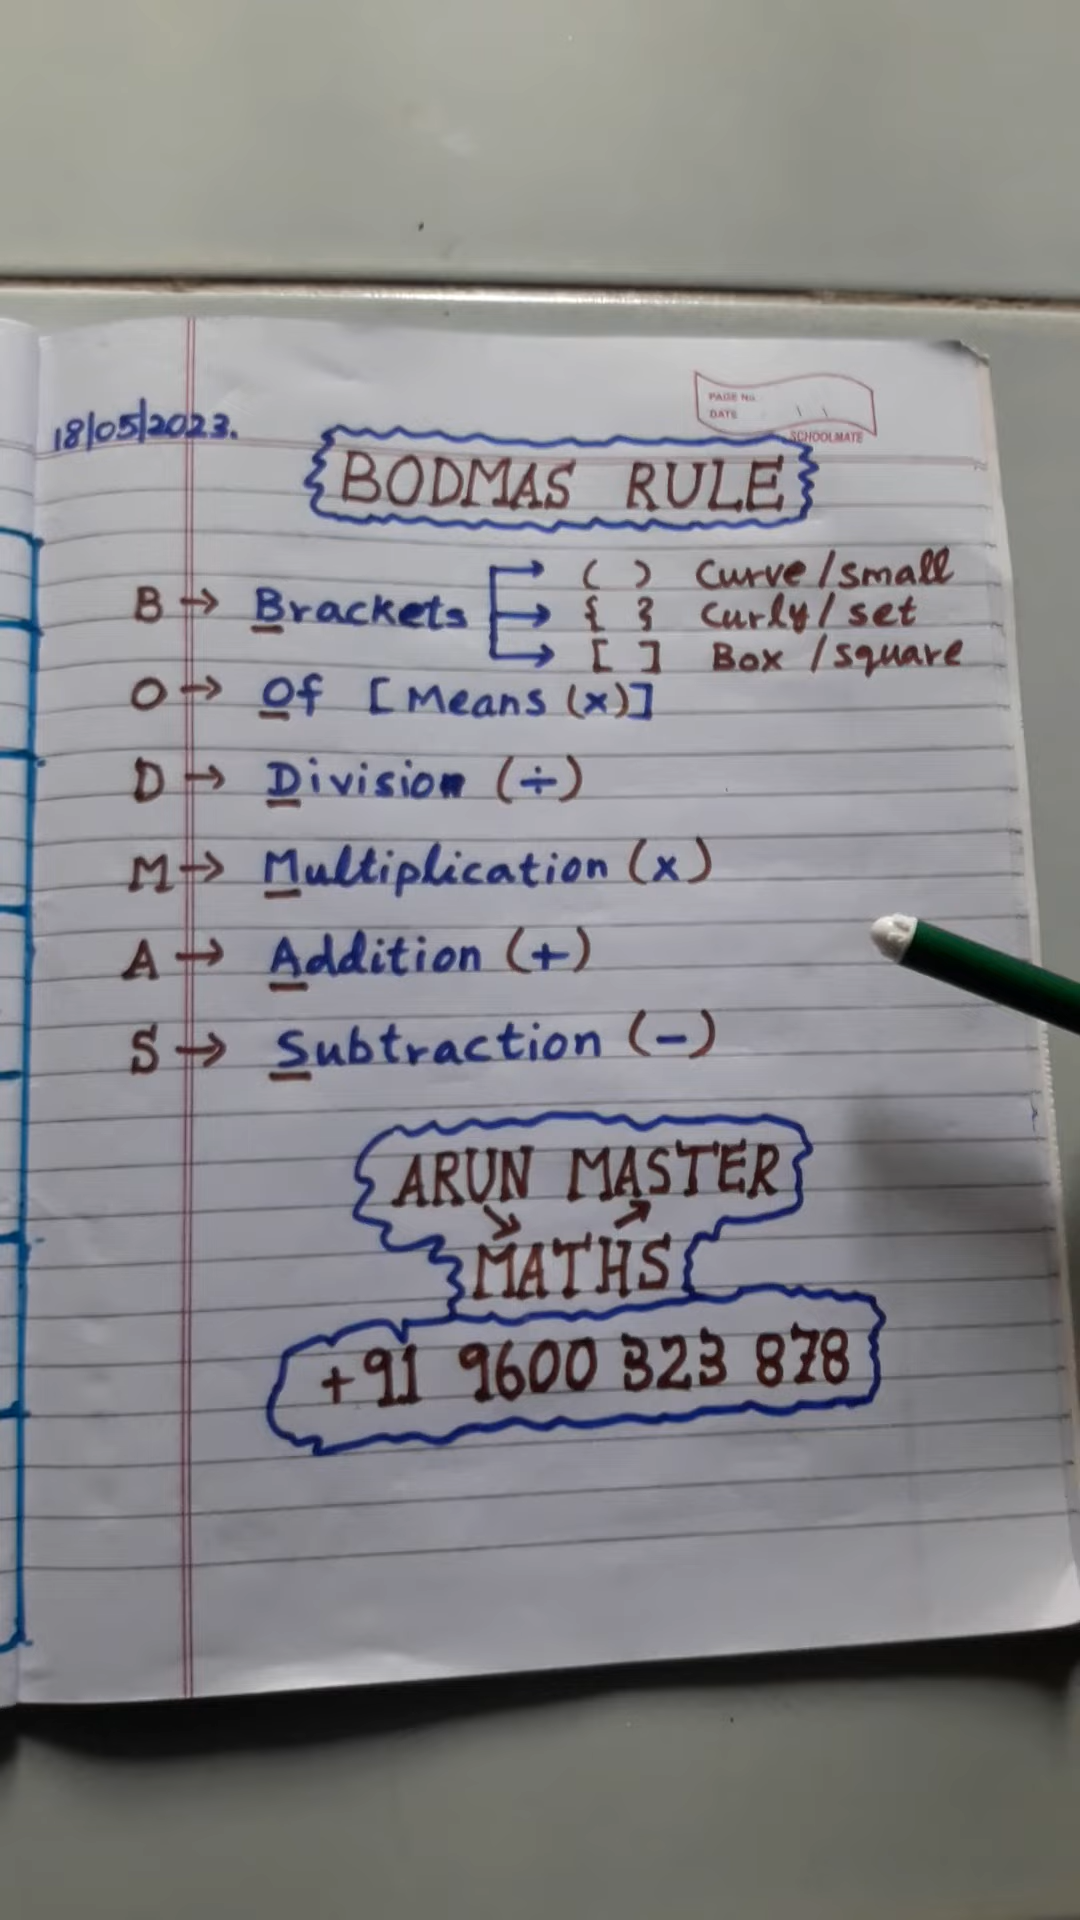 PAGE No.
DATE
SCHOOLMATE
18/05/2023.
BODMAS RULE
B → Brackets → ( ) Curve/small
→ { } Curly/set
→ [ ] Box/square
O → Of [Means (x)]
D → Division (÷)
M → Multiplication (x)
A → Addition (+)
S → Subtraction (-)
ARUN MASTER
MATHS
+91 9600 323 878